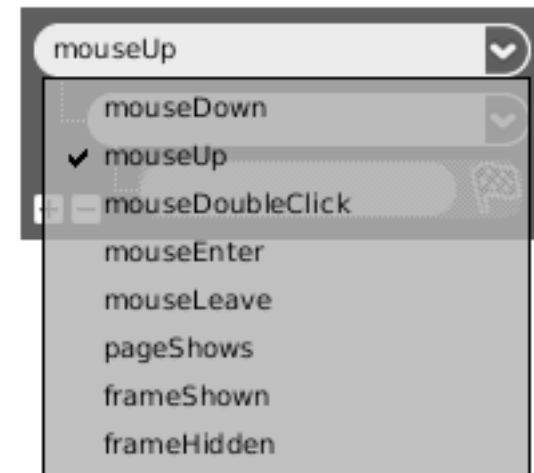 mouseUp
mouseDown
mouseUp
mouseDoubleClick
mouseEnter
mouseLeave
pageShows
frameShown
frameHidden